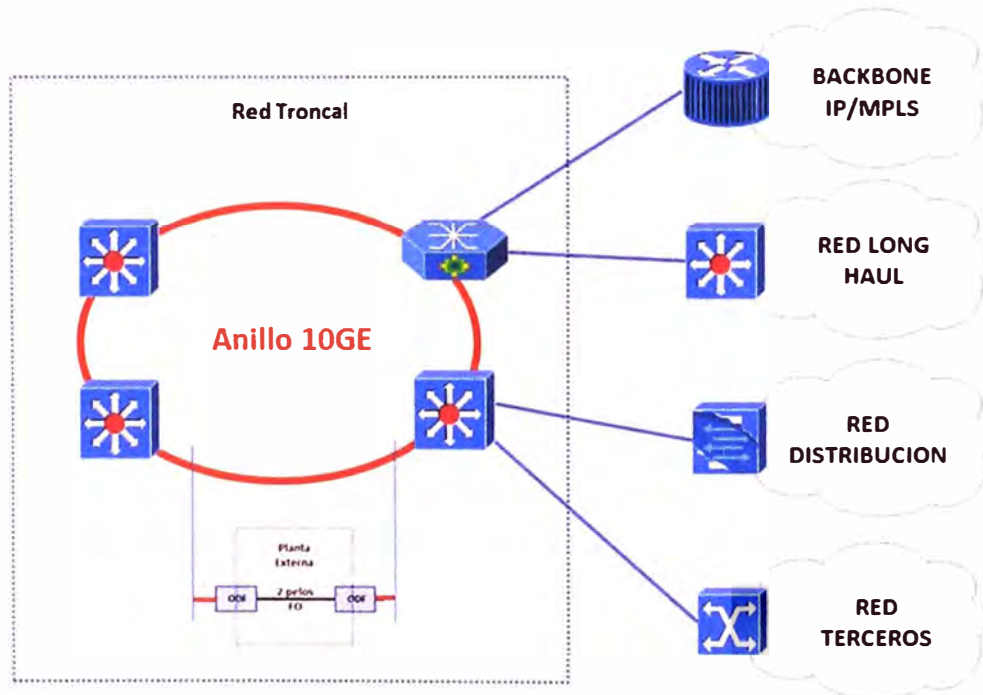 Red Troncal
Anillo 10GE
Planta
Externa
ODF
2 pelos
FO
ODF
BACKBONE
IP/MPLS
RED LONG
HAUL
RED
DISTRIBUCION
RED
TERCEROS